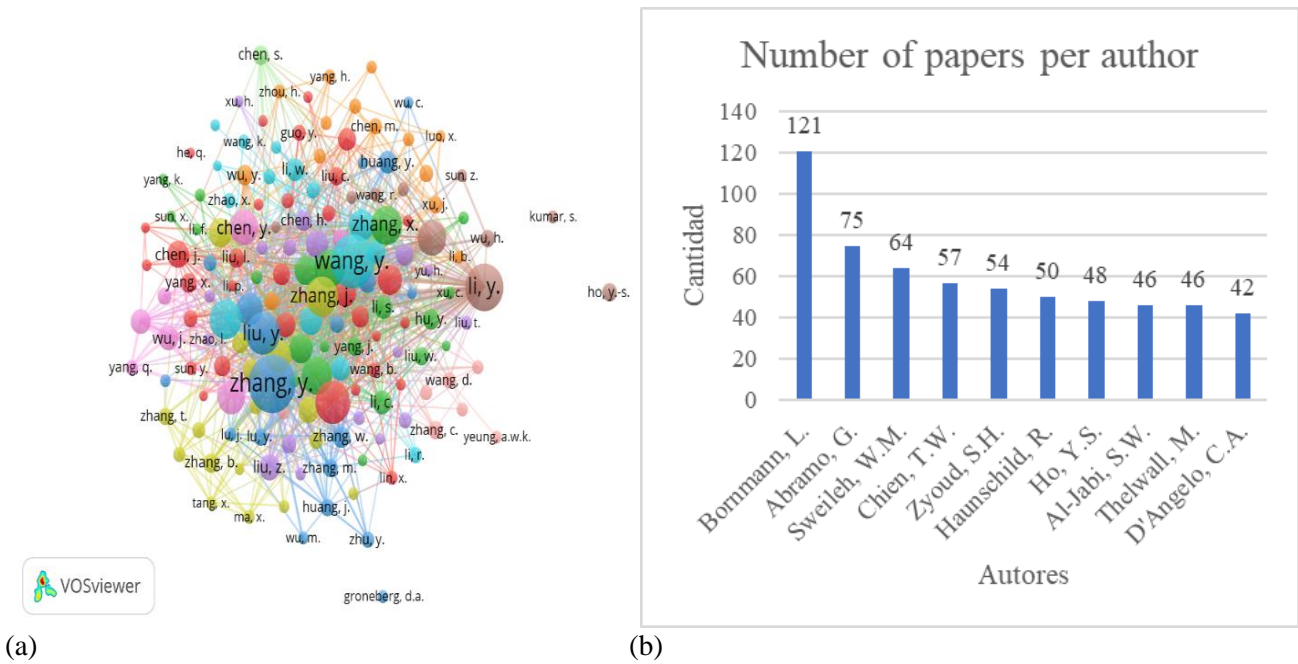 chen, s.
yang, h.
zhou, h.
xu, h.
wu, c.
guo, y.
chen, m.
luo, x.
wang, k.
he, q.
li, w.
liu, c.
huang, y.
sun, z.
yang, k.
wu, y.
zhao, x.
wang, r.
xu, j.
sun, x.
li, f.
chen, y.
chen, h.
zhang, x.
kumar, s.
wu, h.
chen, j.
liu, l.
wang, y.
li, b.
yu, h.
yang, x.
li, p.
zhang, j.
xu, c.
li, y.
ho, y.-s.
li, s.
hu, y.
liu, t.
wu, j.
zhao, l.
liu, y.
yang, j.
liu, w.
yang, q.
sun, y.
zhang, y.
wang, b.
wang, d.
li, c.
zhang, t.
lu, j.
lu, y.
zhang, w.
zhang, c.
yeung, a.w.k.
zhang, b.
liu, z.
zhang, m.
li, r.
lin, x.
tang, x.
ma, x.
huang, j.
wu, m.
zhu, y.
groneberg, d.a.
VOSviewer
(a)
Number of papers per author
Cantidad
140
120
100
80
60
40
20
0
121
75
64
57
54
50
48
46
46
42
Bornmann, L.
Abramo, G.
Sweileh, W.M.
Chien, T.W.
Zyoud, S.H.
Haunschild, R.
Ho, Y.S.
Al-Jabi, S.W.
Thelwall, M.
D'Angelo, C.A.
Autores
(b)